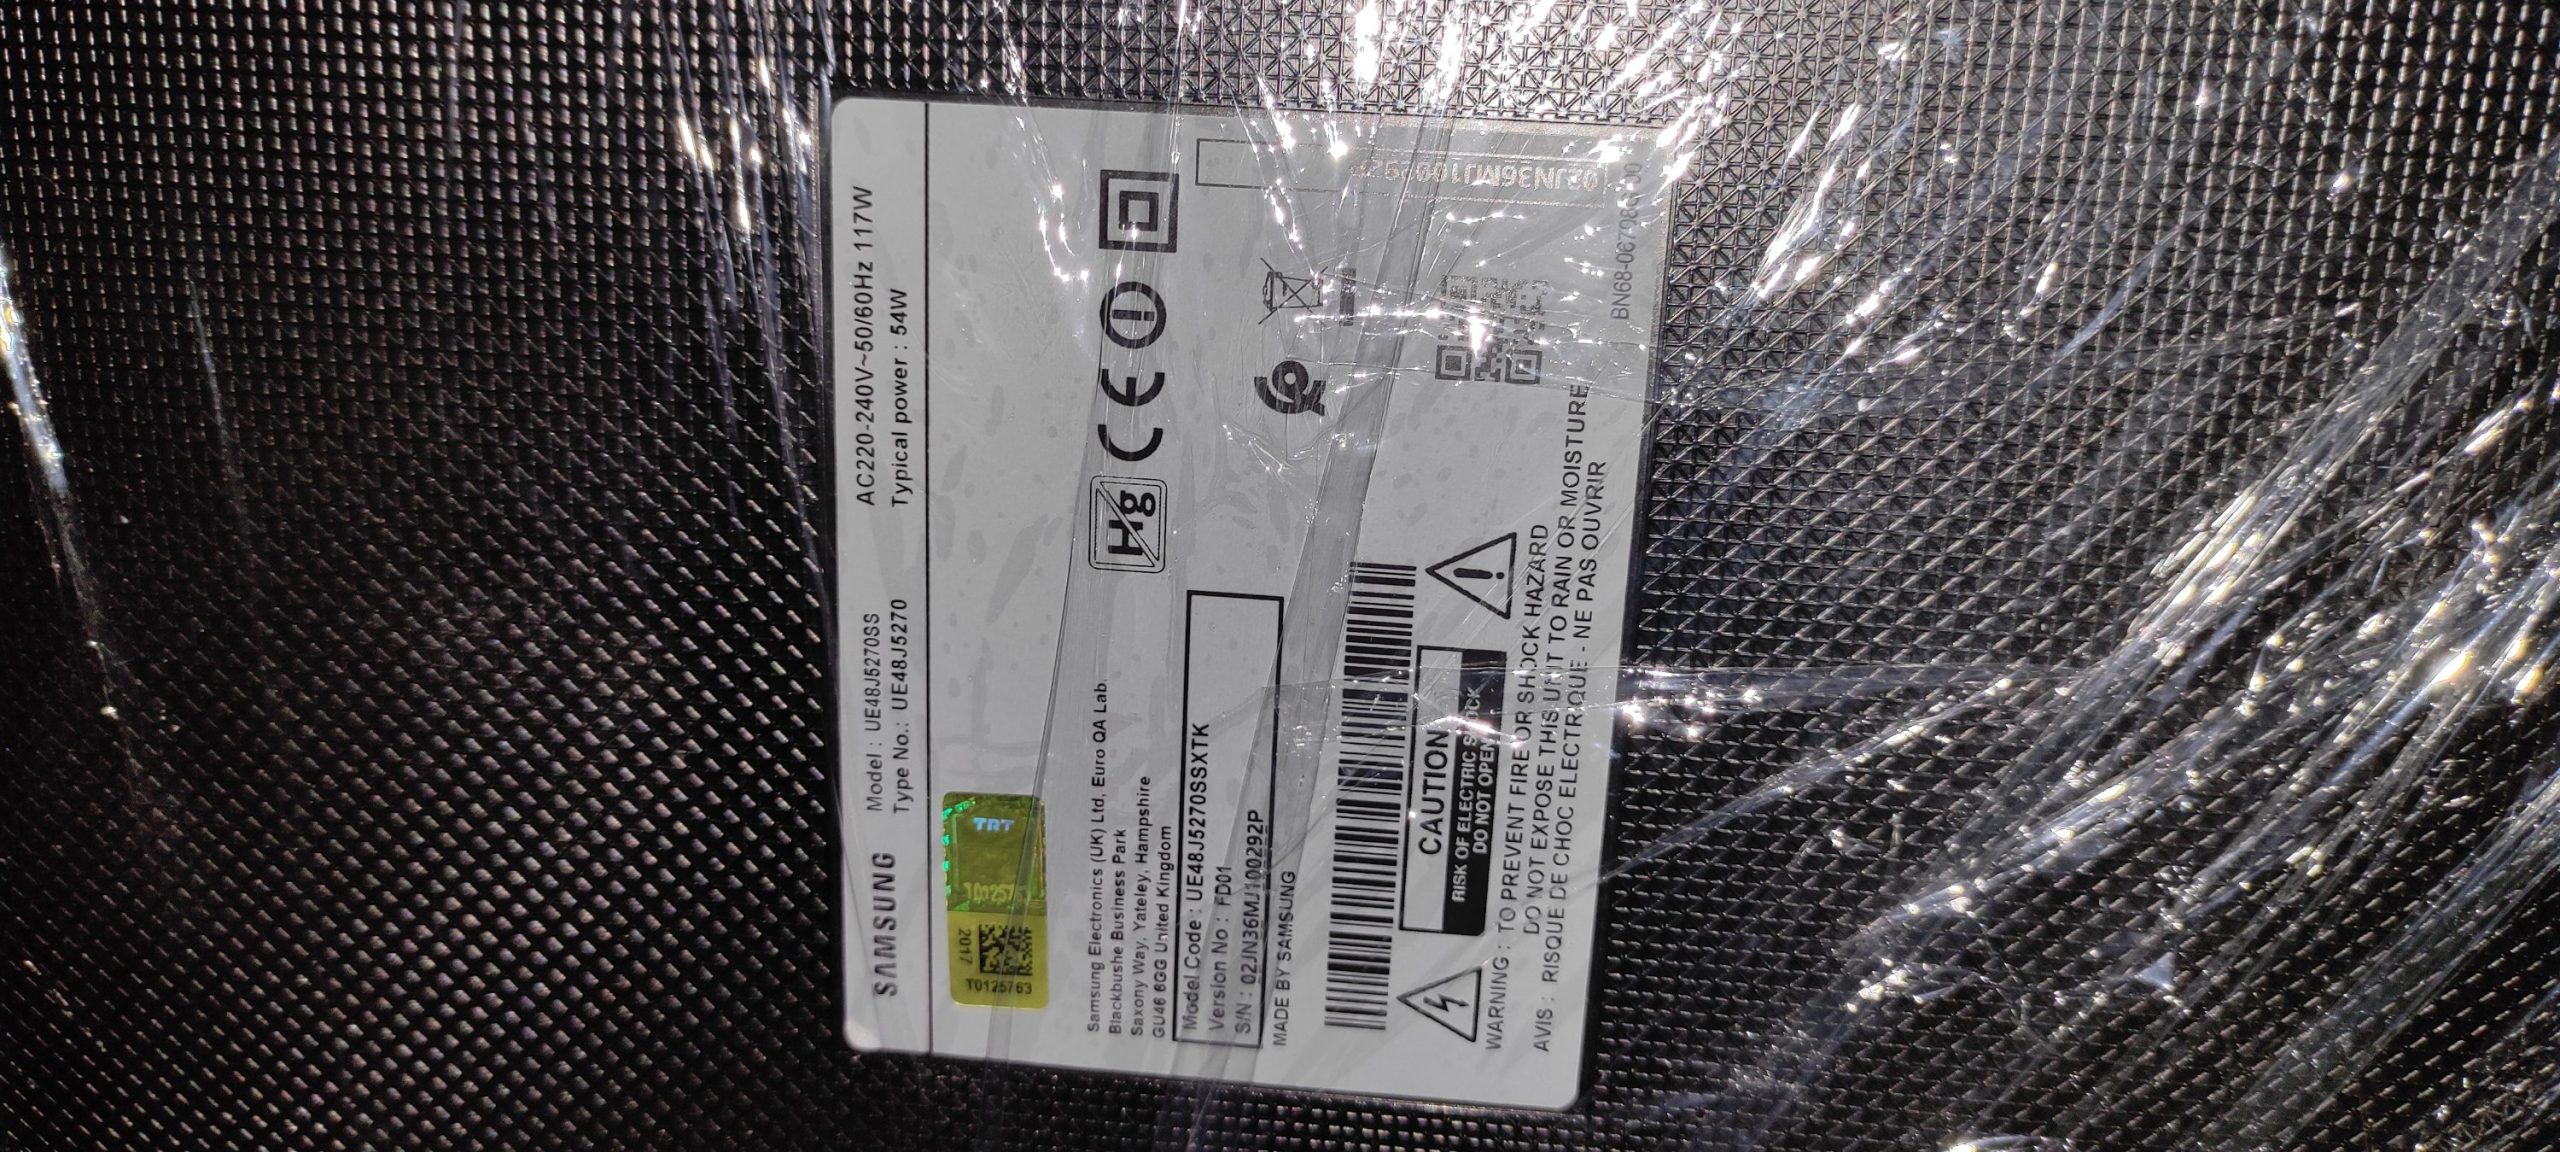 SAMSUNG
Model : UE48J5270SS
Type No.: UE48J5270
AC220-240V~50/60Hz 117W
Typical power : 54W
TRT
2017
T0125763
Samsung Electronics (UK) Ltd, Euro QA Lab.
Blackbushe Business Park
Saxony Way, Yateley, Hampshire
GU46 6GG United Kingdom
Hg
CE
Model Code : UE48J5270SSXTK
Version No : FD01
S/N : 02JN36MJ100292P
MADE BY SAMSUNG
02JN36MJ100292P
CAUTION
RISK OF ELECTRIC SHOCK
DO NOT OPEN
WARNING : TO PREVENT FIRE OR SHOCK HAZARD
DO NOT EXPOSE THIS UNIT TO RAIN OR MOISTURE
AVIS : RISQUE DE CHOC ELECTRIQUE - NE PAS OUVRIR